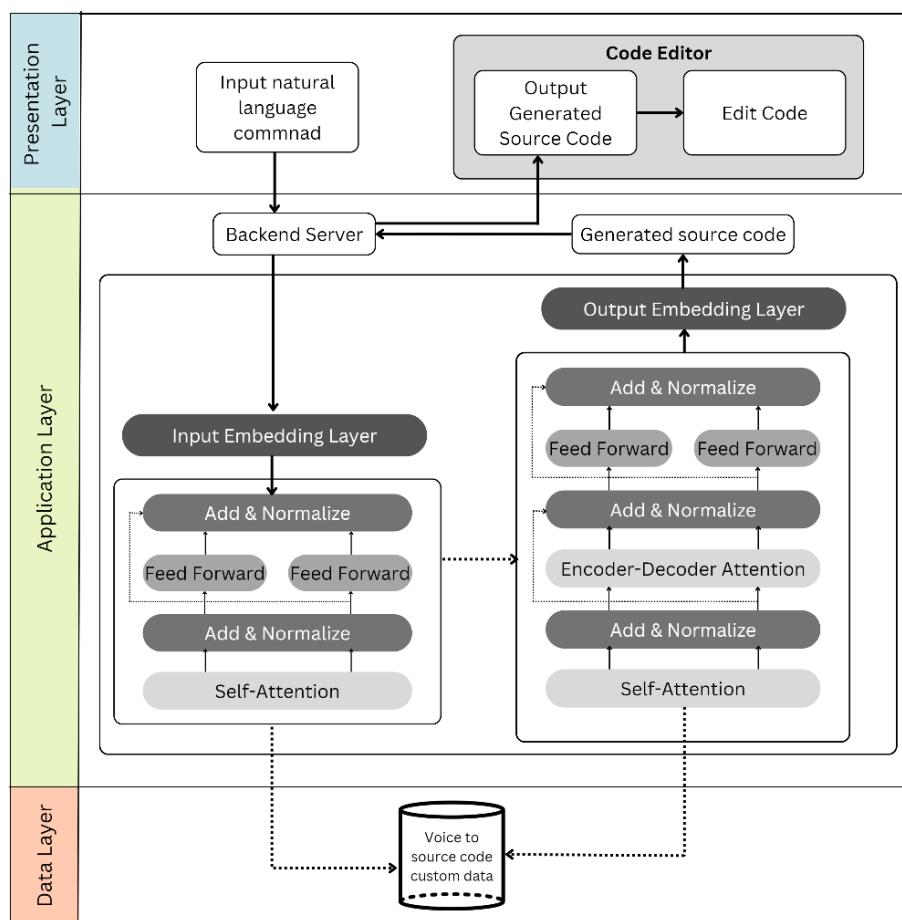 Presentation
Layer
Input natural
language
commnad
Code Editor
Output
Generated
Source Code
Edit Code
Application Layer
Backend Server
Generated source code
Output Embedding Layer
Add & Normalize
Feed Forward
Feed Forward
Add & Normalize
Encoder-Decoder Attention
Add & Normalize
Self-Attention
Input Embedding Layer
Add & Normalize
Feed Forward
Feed Forward
Add & Normalize
Self-Attention
Data Layer
Voice to
source code
custom data